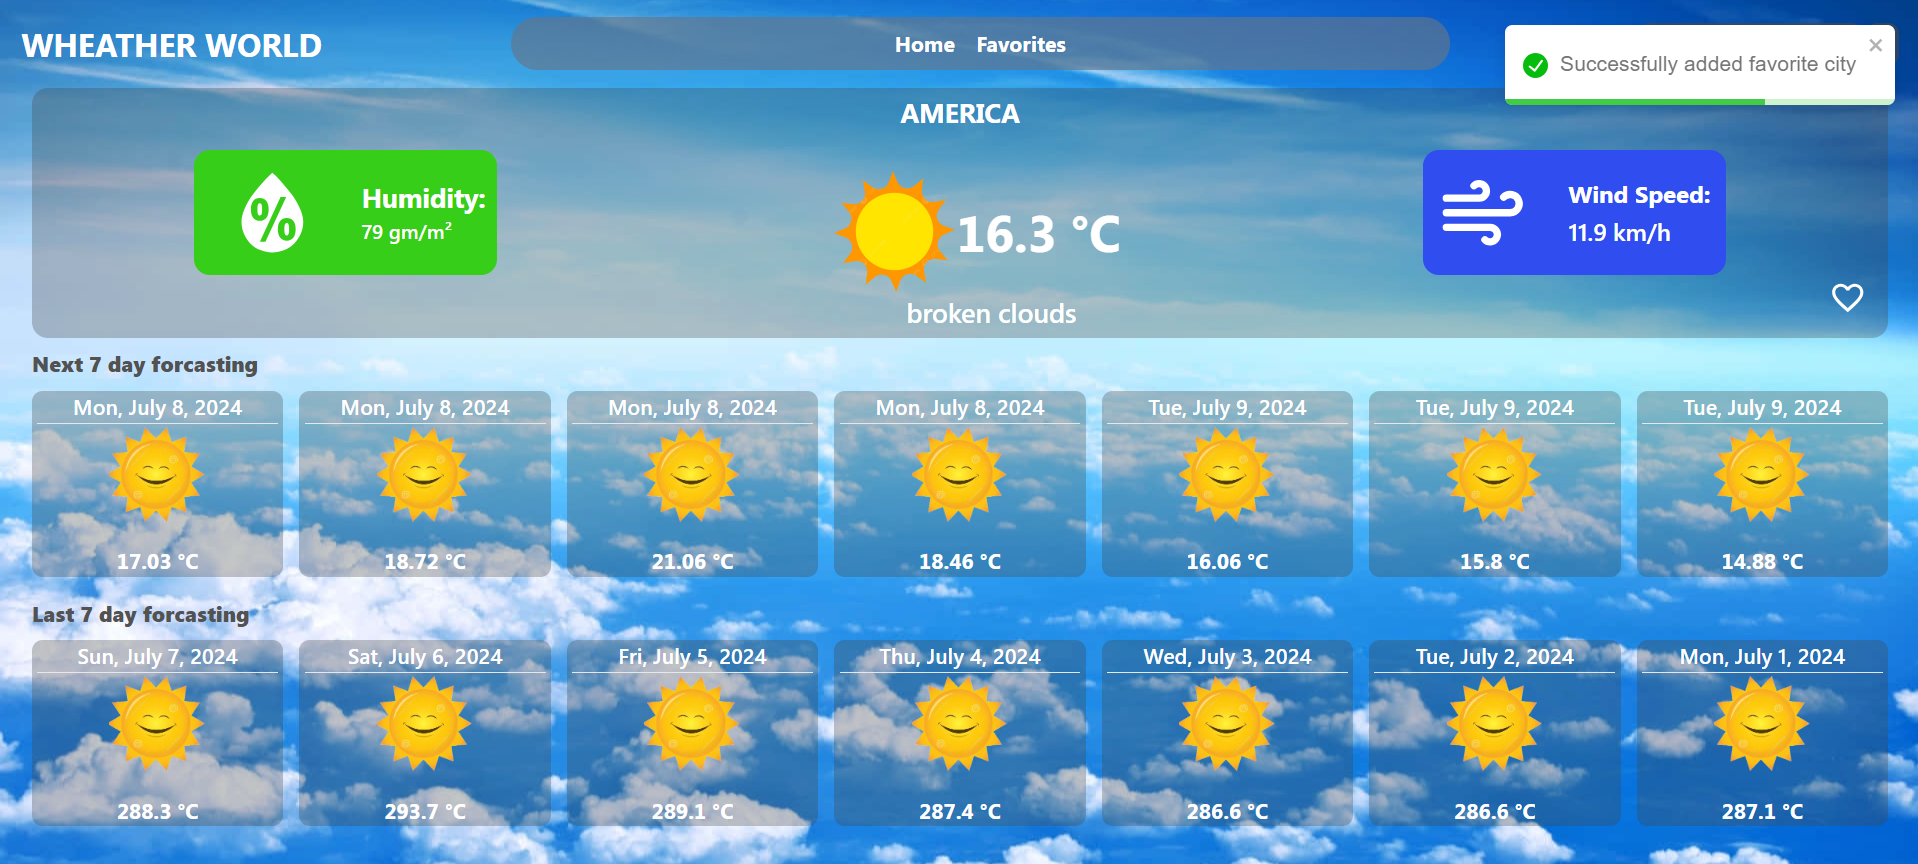 WHEATHER WORLD
Home Favorites
Successfully added favorite city
AMERICA
%
Humidity:
79 gm/m²
16.3 °C
broken clouds
Wind Speed:
11.9 km/h
Next 7 day forcasting
Mon, July 8, 2024
17.03 °C
Mon, July 8, 2024
18.72 °C
Mon, July 8, 2024
21.06 °C
Mon, July 8, 2024
18.46 °C
Tue, July 9, 2024
16.06 °C
Tue, July 9, 2024
15.8 °C
Tue, July 9, 2024
14.88 °C
Last 7 day forcasting
Sun, July 7, 2024
288.3 °C
Sat, July 6, 2024
293.7 °C
Fri, July 5, 2024
289.1 °C
Thu, July 4, 2024
287.4 °C
Wed, July 3, 2024
286.6 °C
Tue, July 2, 2024
286.6 °C
Mon, July 1, 2024
287.1 °C